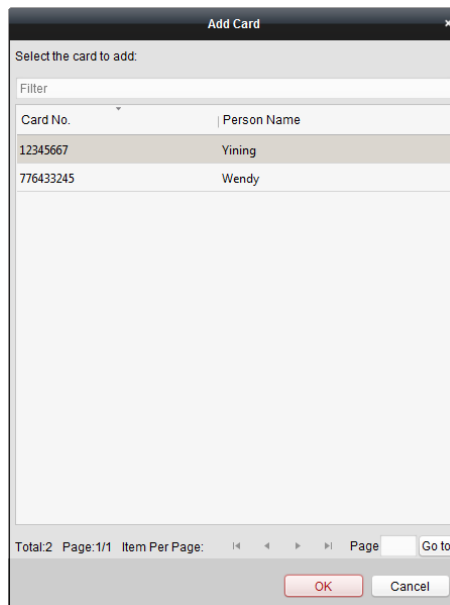 Add Card
Select the card to add:
Filter
Card No. Person Name
12345667 Yining
776433245 Wendy
Total:2 Page:1/1 Item Per Page: Page Go to
OK Cancel